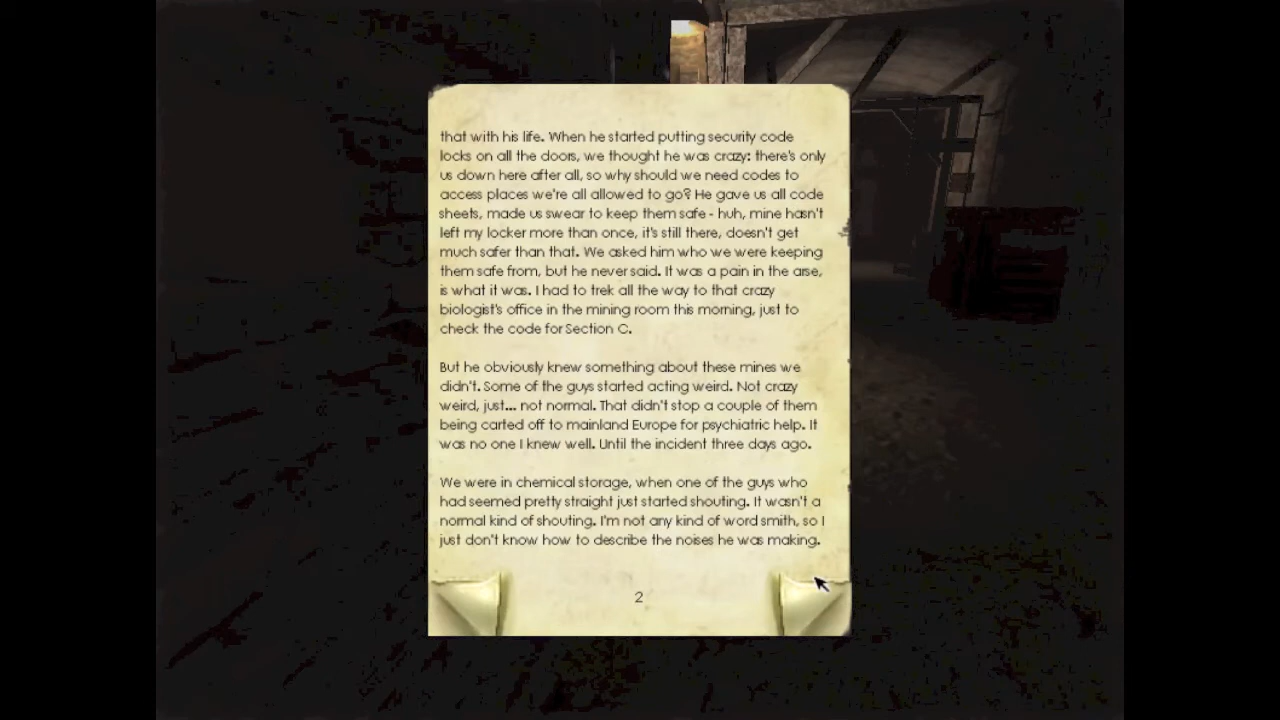 that with his life. When he started putting security code
locks on all the doors, we thought he was crazy: there's only
us down here after all, so why should we need codes to
access places we're all allowed to go? He gave us all code
sheets, made us swear to keep them safe - huh, mine hasn't
left my locker more than once, it's still there, doesn't get
much safer than that. We asked him who we were keeping
them safe from, but he never said. It was a pain in the arse,
is what it was. I had to trek all the way to that crazy
biologist's office in the mining room this morning, just to
check the code for Section C.
But he obviously knew something about these mines we
didn't. Some of the guys started acting weird. Not crazy
weird, just... not normal. That didn't stop a couple of them
being carted off to mainland Europe for psychiatric help. It
was no one I knew well. Until the incident three days ago.
We were in chemical storage, when one of the guys who
had seemed pretty straight just started shouting. It wasn't a
normal kind of shouting. I'm not any kind of word smith, so I
just don't know how to describe the noises he was making.
2